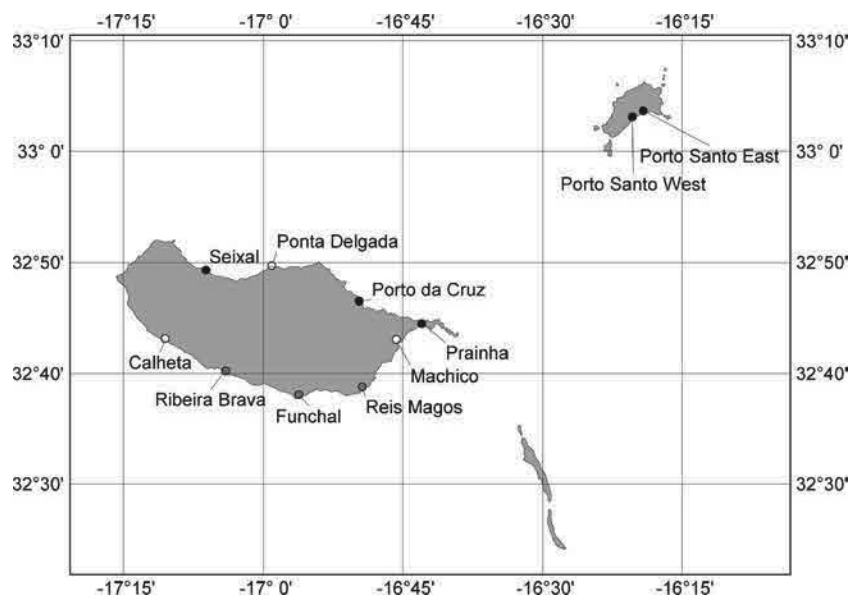 -17°15' -17° 0' -16°45' -16°30' -16°15'
33°10' 33°10'
33° 0' 33° 0'
Porto Santo East
Porto Santo West
Ponta Delgada
Seixal
32°50' 32°50'
Porto da Cruz
Prainha
Calheta
Machico
32°40' 32°40'
Ribeira Brava
Reis Magos
Funchal
32°30' 32°30'
-17°15' -17° 0' -16°45' -16°30' -16°15'